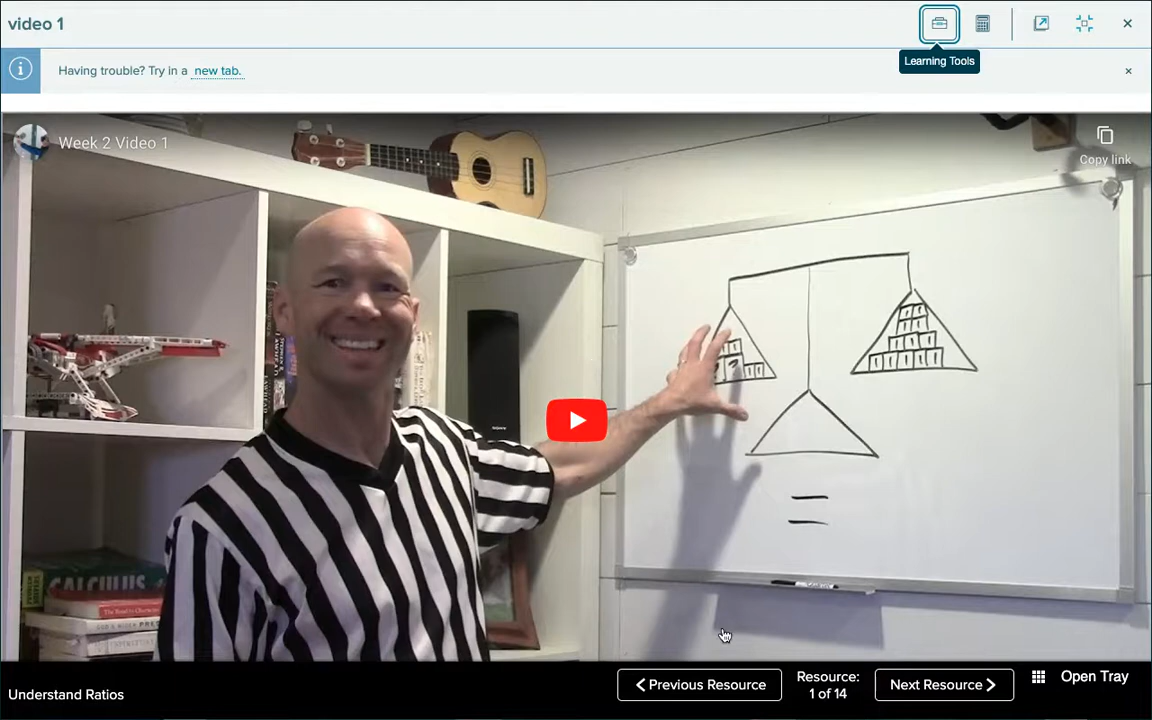 video 1
Learning Tools
Having trouble? Try in a new tab.
Week 2 Video 1
Copy link
CALCULUS
=
Understand Ratios
Previous Resource
Resource:
1 of 14
Next Resource
Open Tray